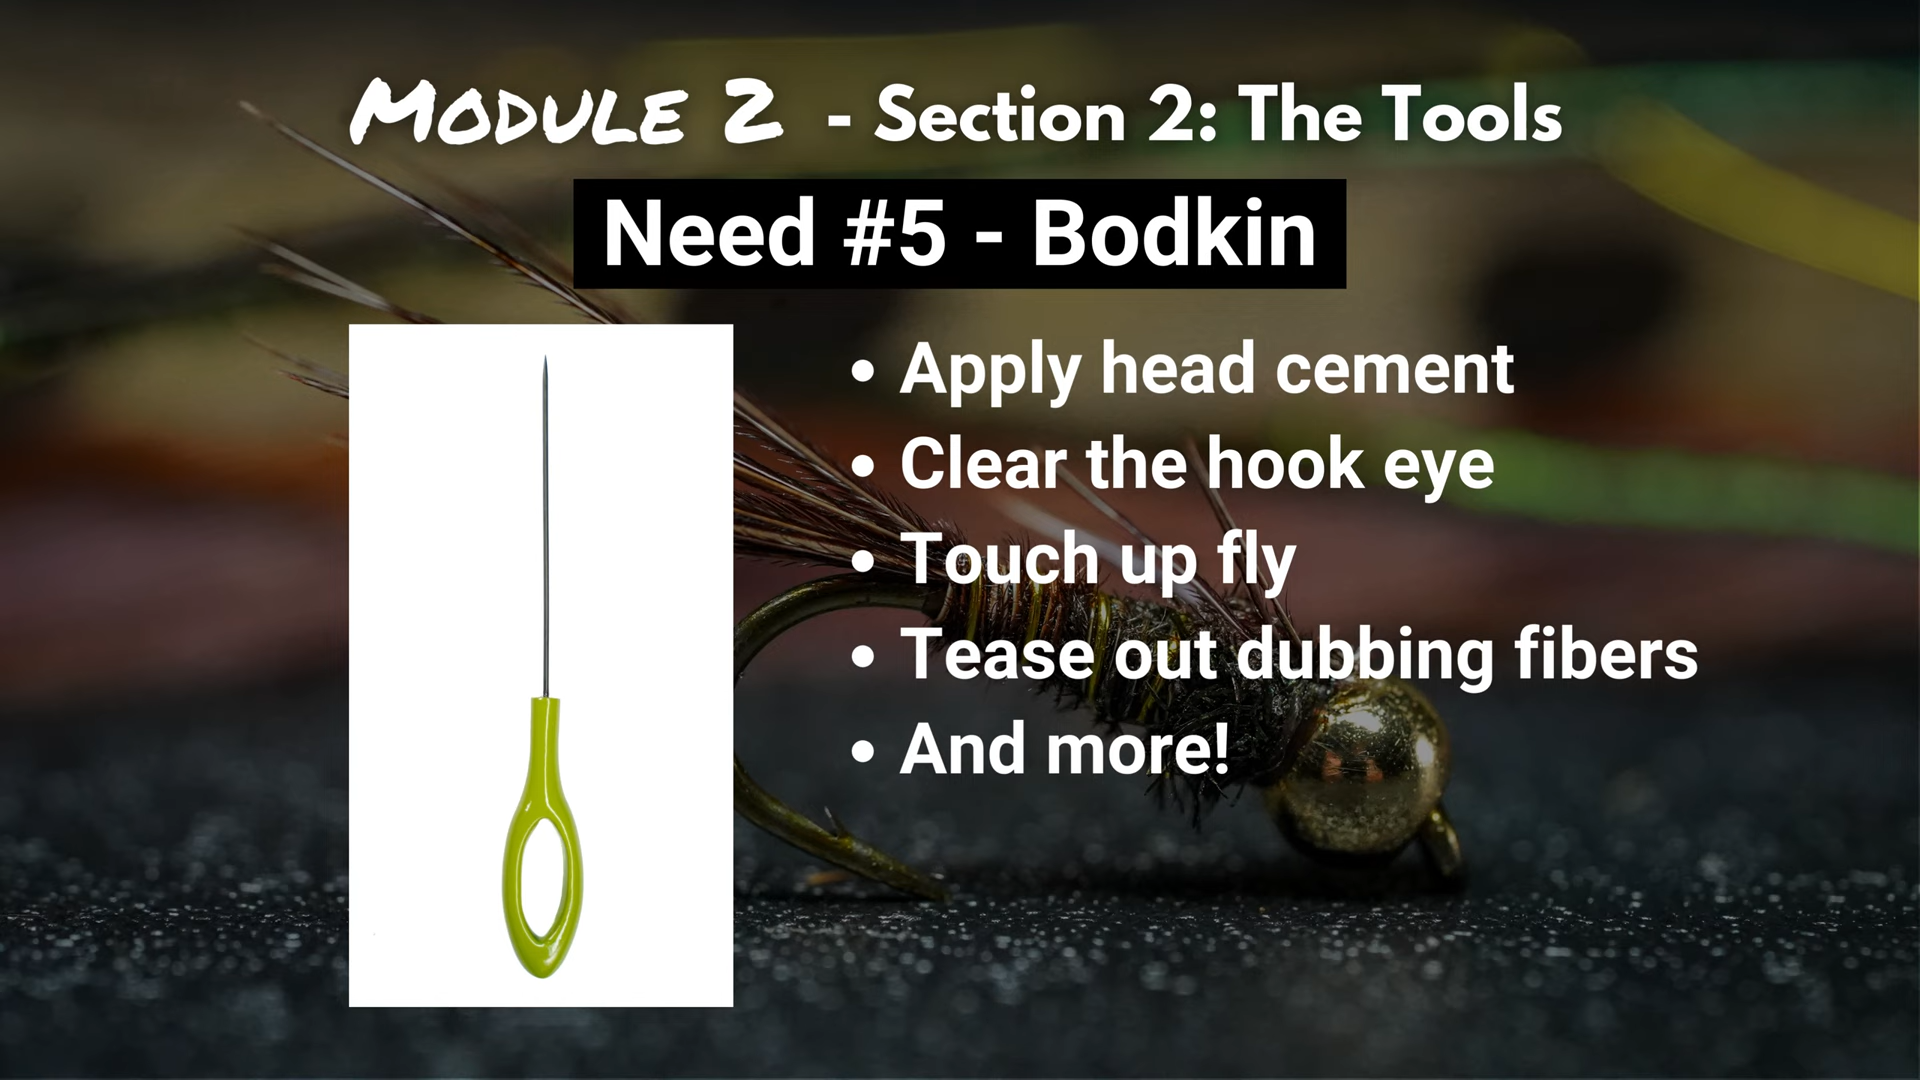 Module 2 - Section 2: The Tools
Need #5 - Bodkin
• Apply head cement
• Clear the hook eye
• Touch up fly
• Tease out dubbing fibers
• And more!